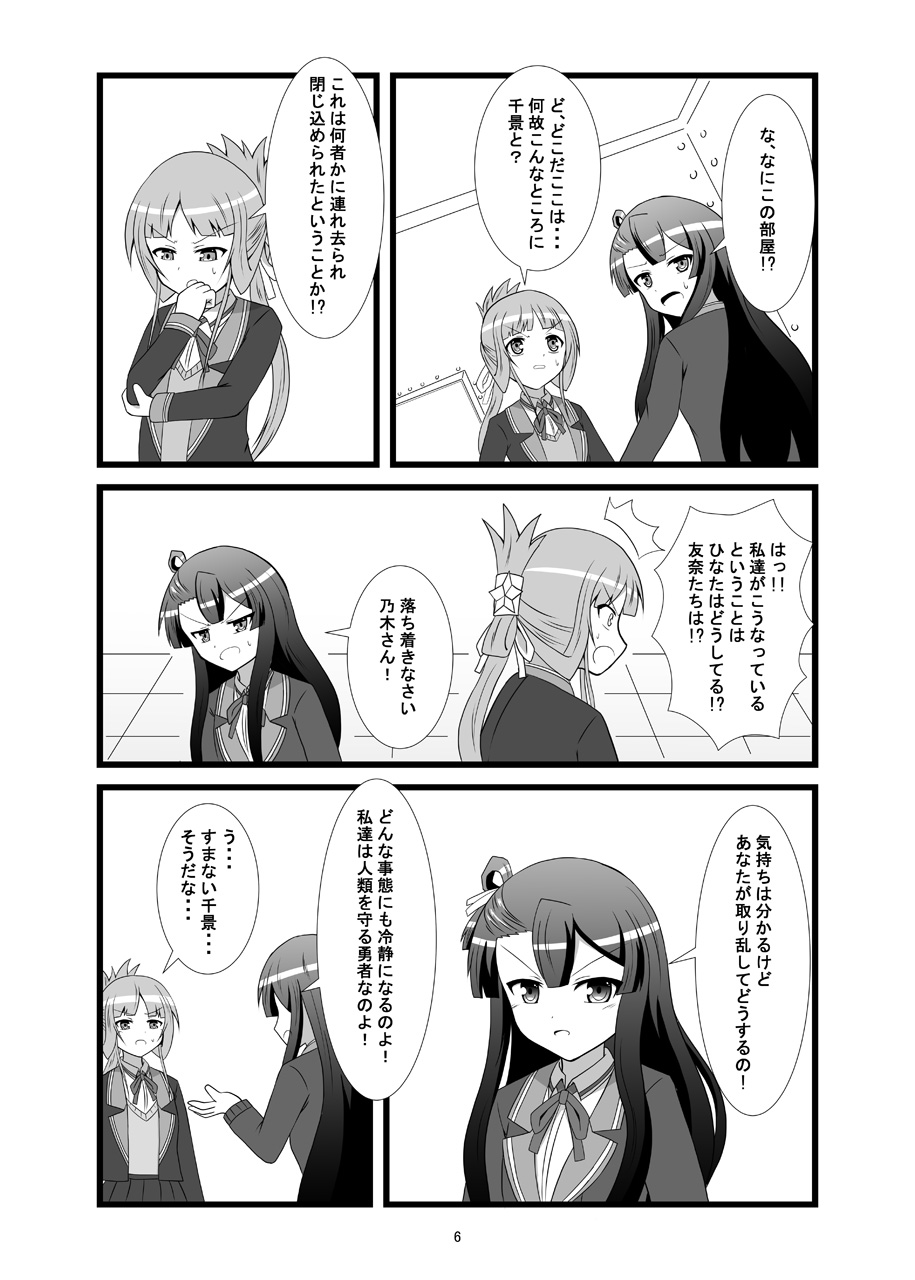 な、なにこの部屋!?
ど、どこだここは・・・
何故こんなところに
千景と？
これは何者かに連れ去られ
閉じ込められたということか!?
はっ!!
私達がこうなっている
ということは
ひなたはどうしてる!?
友奈たちは!?
落ち着きなさい
乃木さん！
気持ちは分かるけど
あなたが取り乱してどうするの！
どんな事態にも冷静になるのよ！
私達は人類を守る勇者なのよ！
う・・・
すまない千景・・・
そうだな・・・
6